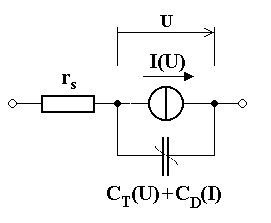 U
I(U)
r_s
C_T(U)+C_D(I)